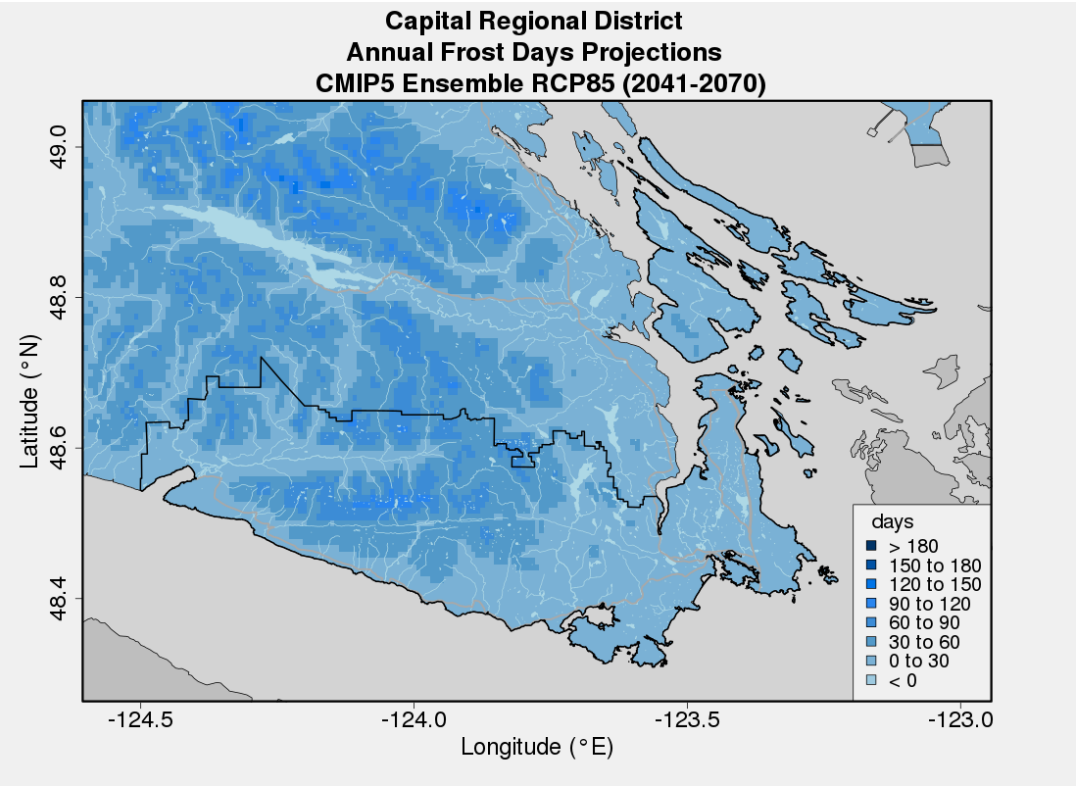 Capital Regional District
Annual Frost Days Projections
CMIP5 Ensemble RCP85 (2041-2070)
49.0
48.8
48.6
48.4
Latitude (°N)
days
> 180
150 to 180
120 to 150
90 to 120
60 to 90
30 to 60
0 to 30
< 0
-124.5
-124.0
-123.5
-123.0
Longitude (°E)